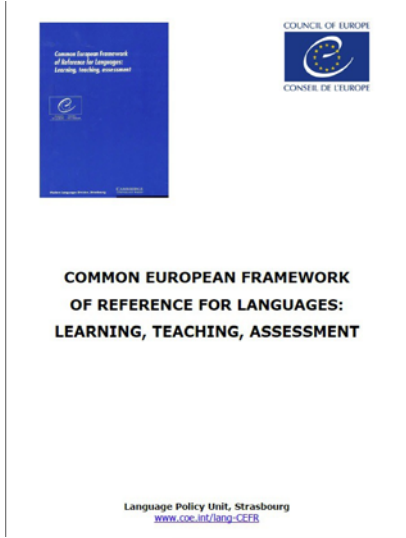 COUNCIL OF EUROPE
Common European Framework
of Reference for Languages:
Learning, teaching, assessment
CONSEIL DE L'EUROPE
COMMON EUROPEAN FRAMEWORK
OF REFERENCE FOR LANGUAGES:
LEARNING, TEACHING, ASSESSMENT
Language Policy Unit, Strasbourg
www.coe.int/lang-CEFR